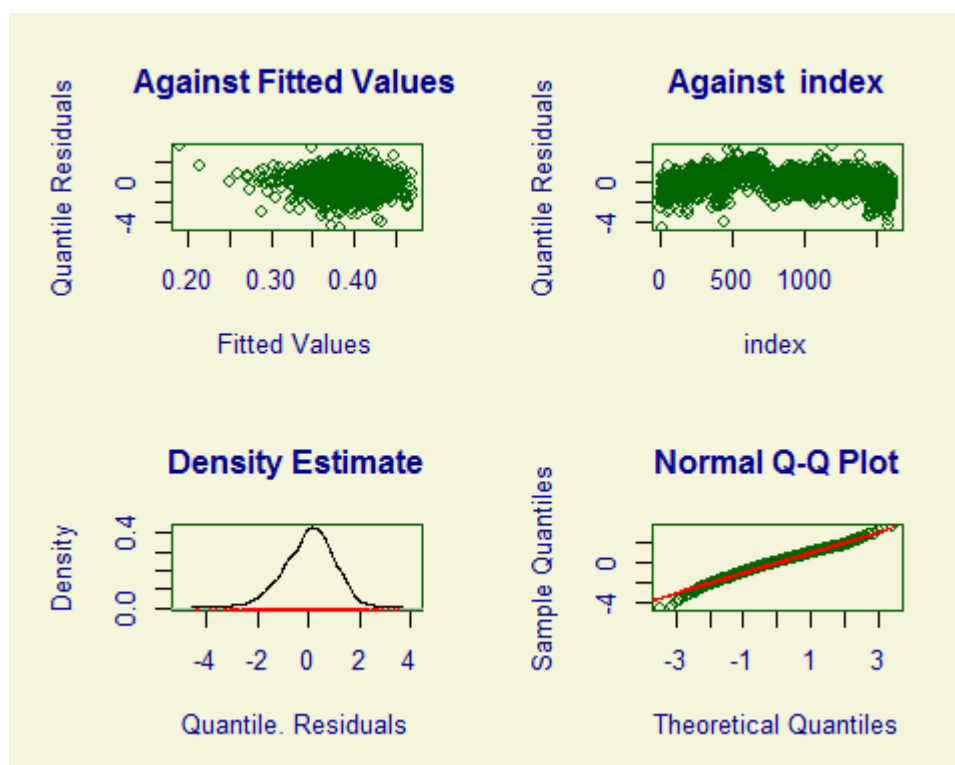 Against Fitted Values
Quantile Residuals
0
-4
0.20 0.30 0.40
Fitted Values
Against index
Quantile Residuals
0
-4
0 500 1000
index
Density Estimate
Density
0.4
0.0
-4 -2 0 2 4
Quantile. Residuals
Normal Q-Q Plot
Sample Quantiles
0
-4
-3 -1 1 3
Theoretical Quantiles